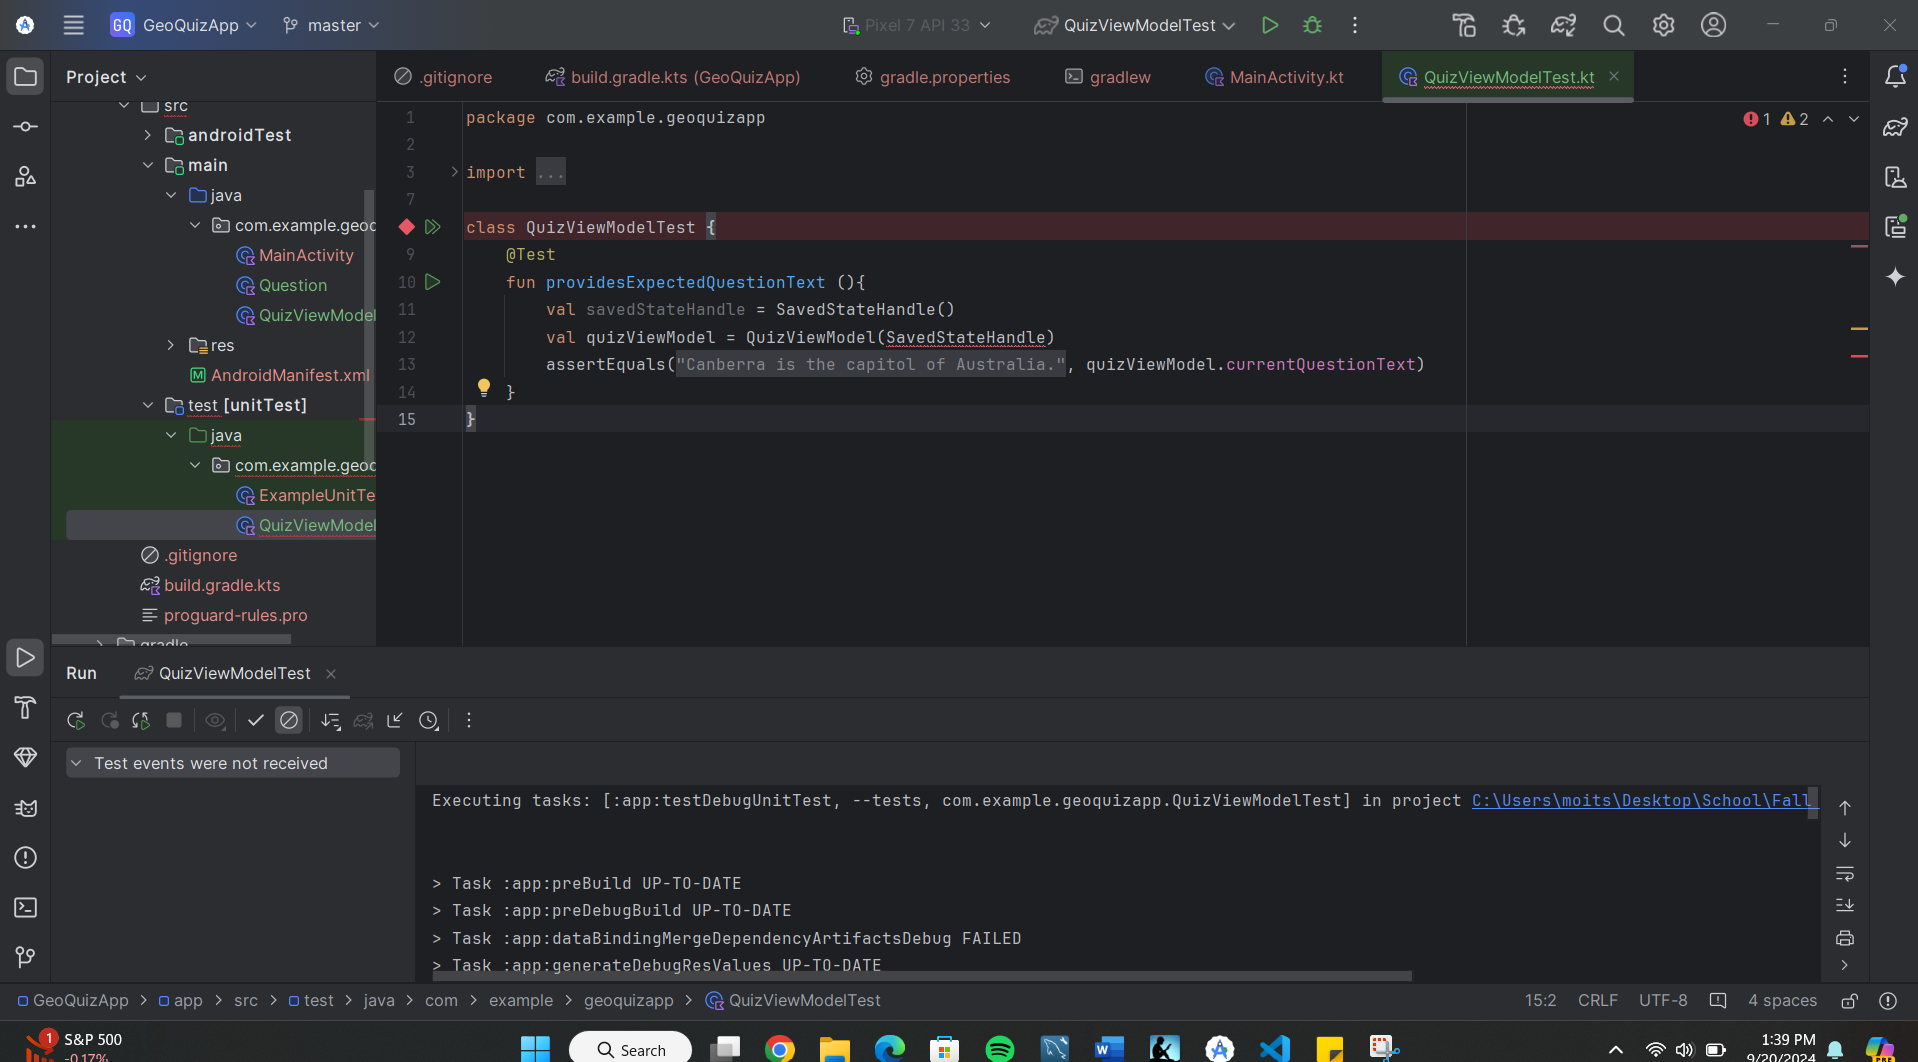 GQ GeoQuizApp master Pixel 7 API 33 QuizViewModelTest
Project
.gitignore build.gradle.kts (GeoQuizApp) gradle.properties gradlew MainActivity.kt QuizViewModelTest.kt
src
androidTest
main
java
com.example.geoc
MainActivity
Question
QuizViewModel
res
M AndroidManifest.xml
test [unitTest]
java
com.example.geoc
ExampleUnitTe
QuizViewModel
.gitignore
build.gradle.kts
proguard-rules.pro
gradle
1 package com.example.geoquizapp 1 2
2
3 import ...
7
class QuizViewModelTest {
9 @Test
10 fun providesExpectedQuestionText (){
11 val savedStateHandle = SavedStateHandle()
12 val quizViewModel = QuizViewModel(SavedStateHandle)
13 assertEquals("Canberra is the capitol of Australia.", quizViewModel.currentQuestionText)
14 }
15 }
Run QuizViewModelTest
Test events were not received
Executing tasks: [:app:testDebugUnitTest, --tests, com.example.geoquizapp.QuizViewModelTest] in project C:\Users\moits\Desktop\School\Fall
> Task :app:preBuild UP-TO-DATE
> Task :app:preDebugBuild UP-TO-DATE
> Task :app:dataBindingMergeDependencyArtifactsDebug FAILED
> Task :app:generateDebugResValues UP-TO-DATE
GeoQuizApp > app > src > test > java > com > example > geoquizapp > QuizViewModelTest 15:2 CRLF UTF-8 4 spaces
1 S&P 500
-0.17%
Search
W
1:39 PM
9/20/2024
PRE